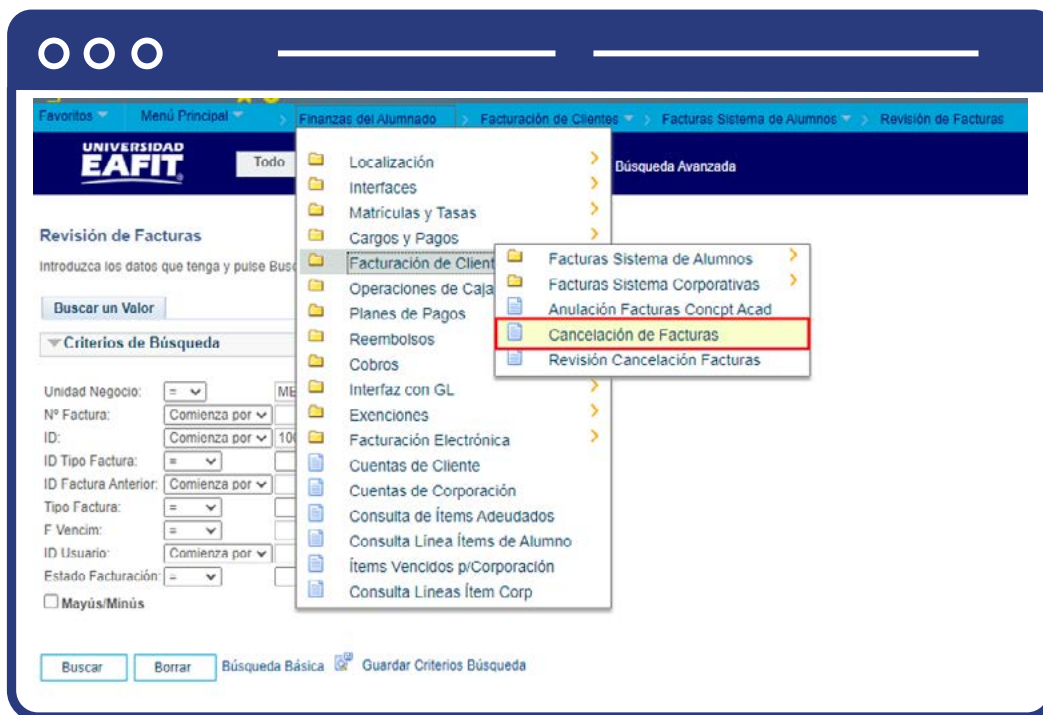 Favoritos Menú Principal > Finanzas del Alumnado > Facturación de Clientes > Facturas Sistema de Alumnos > Revisión de Facturas
UNIVERSIDAD
EAFIT
Todo
Búsqueda Avanzada
Revisión de Facturas
Introduzca los datos que tenga y pulse
Buscar un Valor
Criterios de Búsqueda
Unidad Negocio: =
Nº Factura: Comienza por
ID: Comienza por
ID Tipo Factura: =
ID Factura Anterior: Comienza por
Tipo Factura: =
F Vencim: =
ID Usuario: Comienza por
Estado Facturación: =
Mayús/Minús
Buscar Borrar Búsqueda Básica Guardar Criterios Búsqueda
Localización
Interfaces
Matrículas y Tasas
Cargos y Pagos
Facturación de Client
Operaciones de Caja
Planes de Pagos
Reembolsos
Cobros
Interfaz con GL
Exenciones
Facturación Electrónica
Cuentas de Cliente
Cuentas de Corporación
Consulta de Ítems Adeudados
Consulta Línea Ítems de Alumno
Ítems Vencidos p/Corporación
Consulta Líneas Ítem Corp
Facturas Sistema de Alumnos
Facturas Sistema Corporativas
Anulación Facturas Concpt Acad
Cancelación de Facturas
Revisión Cancelación Facturas